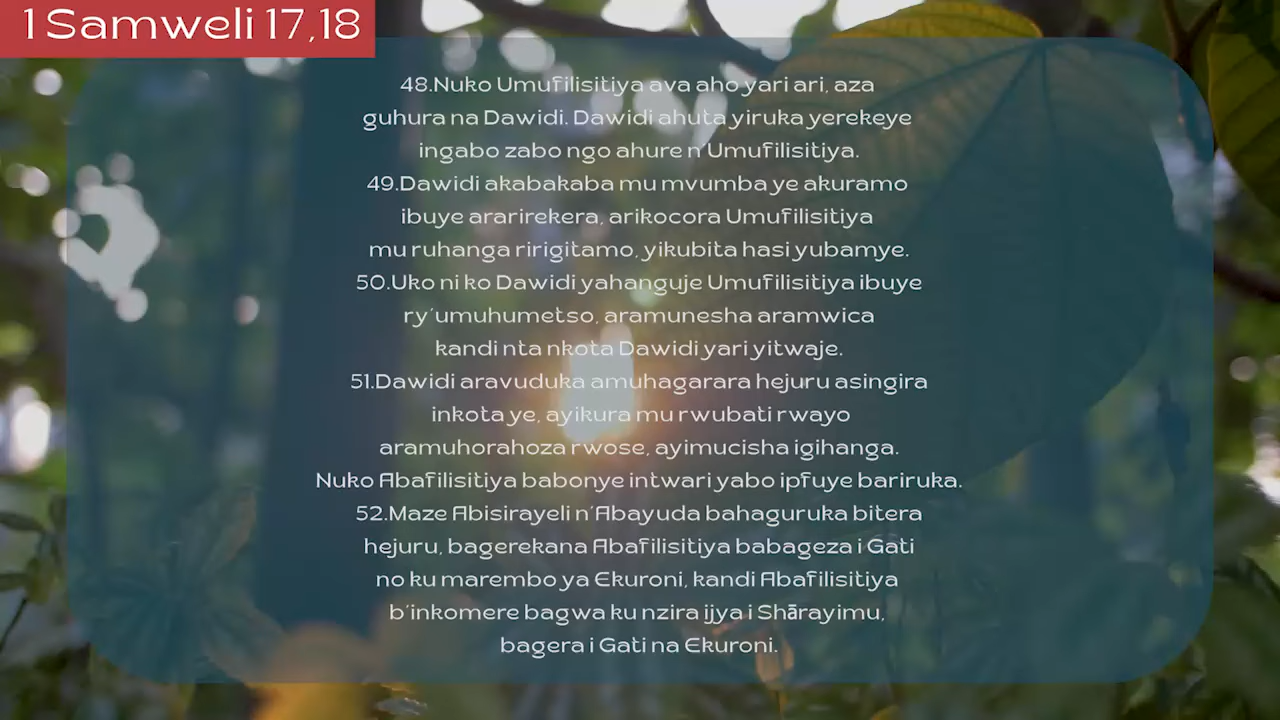 1 Samweli 17,18
48.Nuko Umufilisitiya ava aho yari ari, aza
guhura na Dawidi. Dawidi ahuta yiruka yerekeye
ingabo zabo ngo ahure n'Umufilisitiya.
49.Dawidi akabakaba mu mvumba ye akuramo
ibuye ararirekera, arikocora Umufilisitiya
mu ruhanga ririgitamo, yikubita hasi yubamye.
50.Uko ni ko Dawidi yahanguje Umufilisitiya ibuye
ry'umuhumetso, aramunesha aramwica
kandi nta nkota Dawidi yari yitwaje.
51.Dawidi aravuduka amuhagarara hejuru asingira
inkota ye, ayikura mu rwubati rwayo
aramuhorahoza rwose, ayimucisha igihanga.
Nuko Abafilisitiya babonye intwari yabo ipfuye bariruka.
52.Maze Abisirayeli n'Abayuda bahaguruka bitera
hejuru, bagerekana Abafilisitiya babageza i Gati
no ku marembo ya Ekuroni, kandi Abafilisitiya
b'inkomere bagwa ku nzira ijya i Shārayimu,
bagera i Gati na Ekuroni.